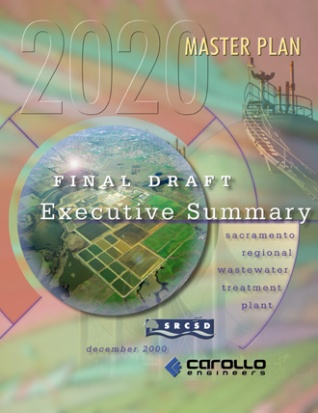 2020
MASTER PLAN
FINAL DRAFT
Executive Summary
sacramento
regional
wastewater
treatment
plant
SRCSD
december 2000
carollo
engineers